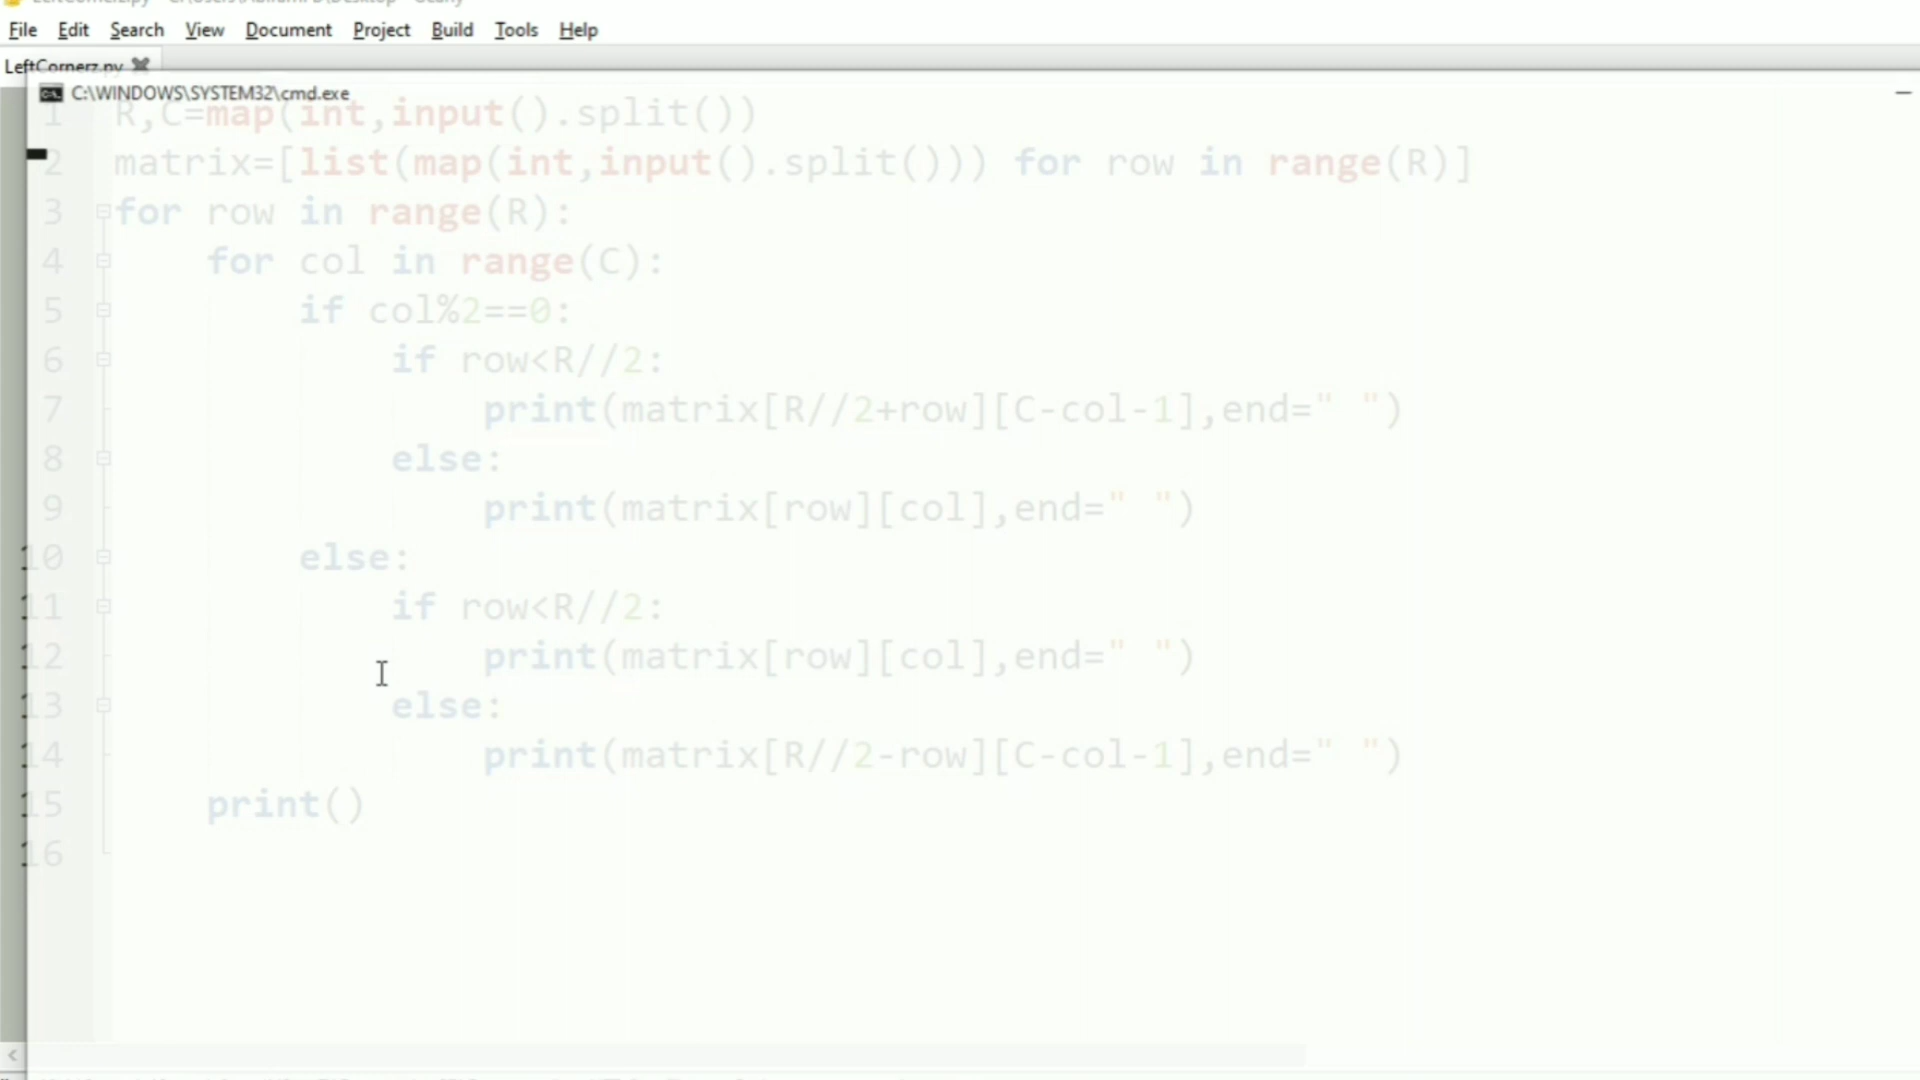 File Edit Search View Document Project Build Tools Help
LeftCornerz.py
C:\WINDOWS\SYSTEM32\cmd.exe
1 R,C=map(int,input().split())
2 matrix=[list(map(int,input().split())) for row in range(R)]
3 for row in range(R):
4 for col in range(C):
5 if col%2==0:
6 if row<R//2:
7 print(matrix[R//2+row][C-col-1],end=" ")
8 else:
9 print(matrix[row][col],end=" ")
10 else:
11 if row<R//2:
12 print(matrix[row][col],end=" ")
13 else:
14 print(matrix[R//2-row][C-col-1],end=" ")
15 print()
16